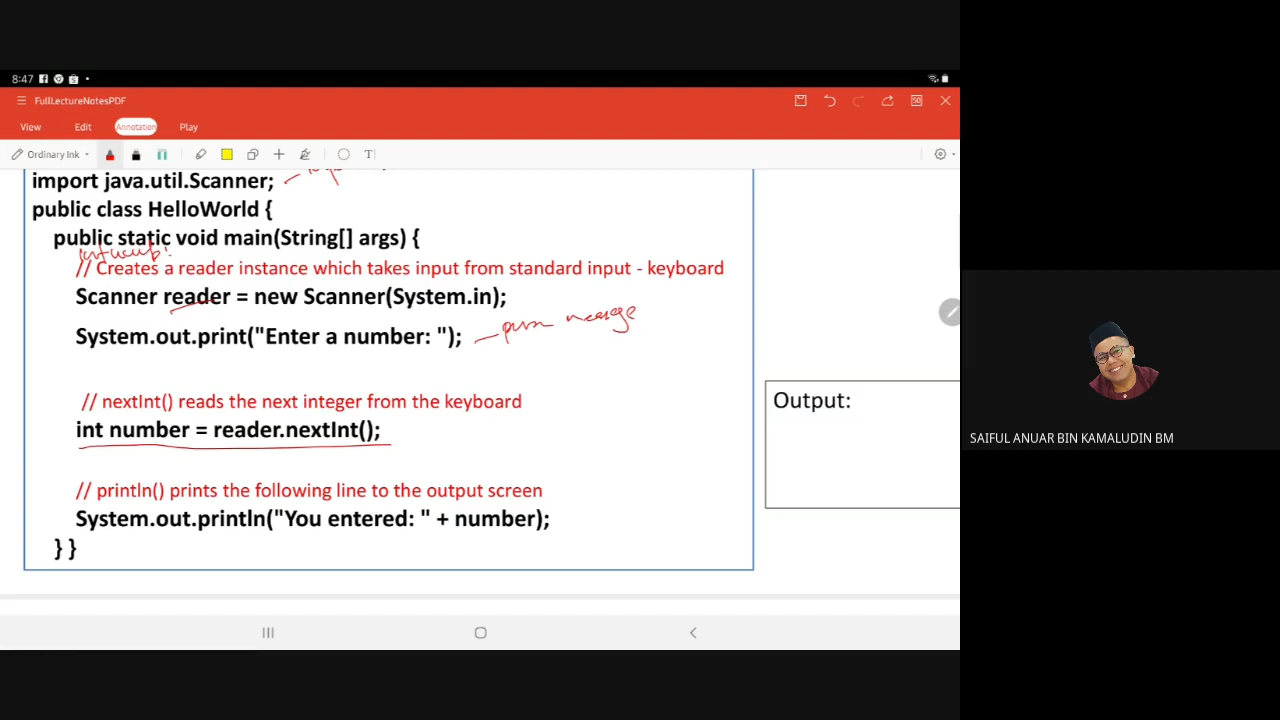 8:47
FullLectureNotesPDF
50
View Edit Annotation Play
Ordinary Ink T
import java.util.Scanner;
public class HelloWorld {
public static void main(String[] args) {
// Creates a reader instance which takes input from standard input - keyboard
Scanner reader = new Scanner(System.in);
System.out.print("Enter a number: ");
message
// nextInt() reads the next integer from the keyboard
int number = reader.nextInt();
// println() prints the following line to the output screen
System.out.println("You entered: " + number);
} }
Output:
SAIFUL ANUAR BIN KAMALUDIN BM